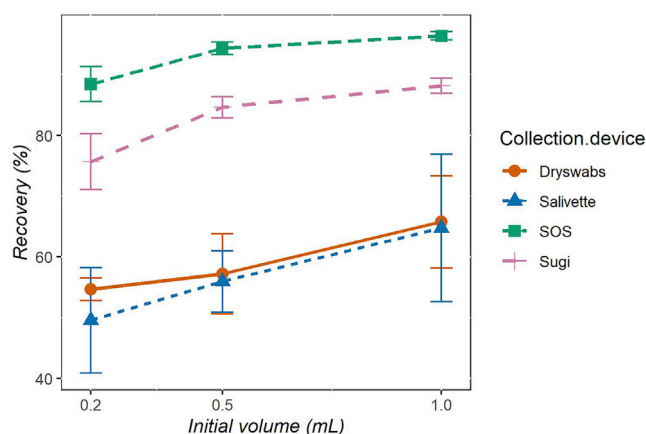 80
60
40
Recovery (%)
0.2
0.5
1.0
Initial volume (mL)
Collection.device
Dryswabs
Salivette
SOS
Sugi